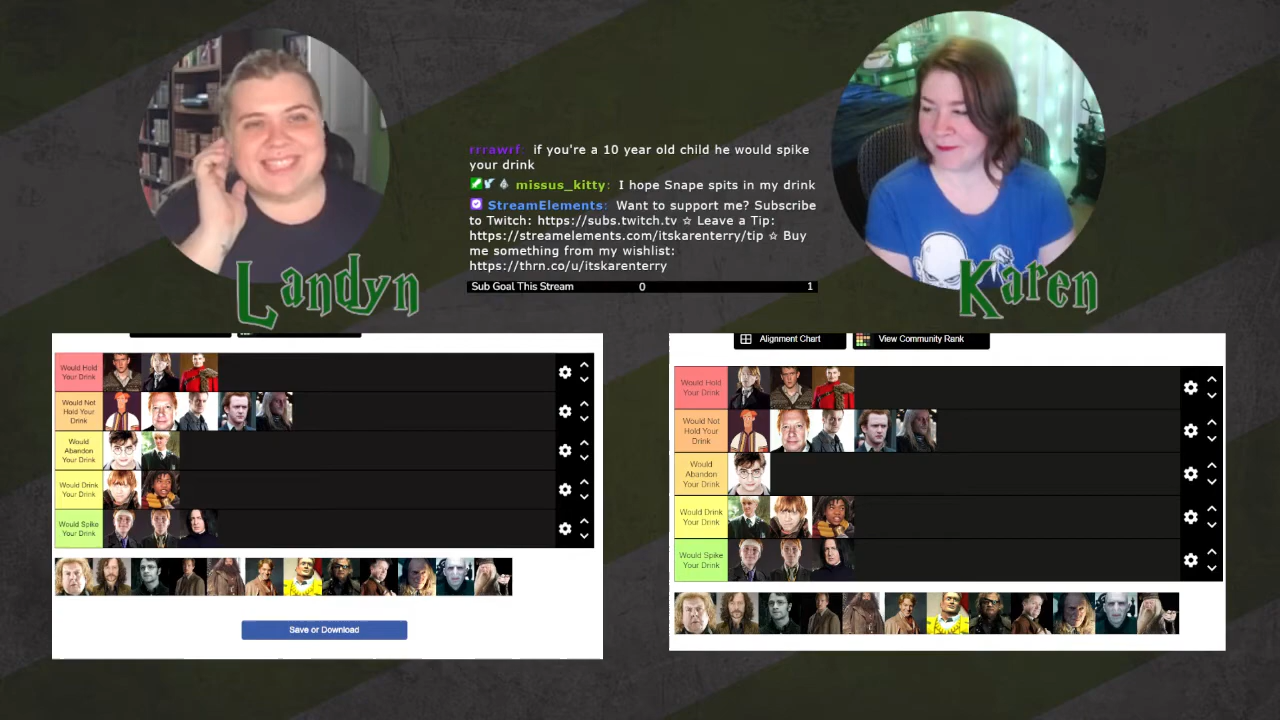 rrrawrf: if you're a 10 year old child he would spike
your drink
missus_kitty: I hope Snape spits in my drink
StreamElements: Want to support me? Subscribe
to Twitch: https://subs.twitch.tv ☆ Leave a Tip:
https://streamelements.com/itskarenterry/tip ☆ Buy
me something from my wishlist:
https://thrn.co/u/itskarenterry
Sub Goal This Stream 0 1
Landyn
Karen
Would Hold
Your Drink
Would Not
Hold Your
Drink
Would
Abandon
Your Drink
Would Drink
Your Drink
Would Spike
Your Drink
Save or Download
Alignment Chart
View Community Rank
Would Hold
Your Drink
Would Not
Hold Your
Drink
Would
Abandon
Your Drink
Would Drink
Your Drink
Would Spike
Your Drink